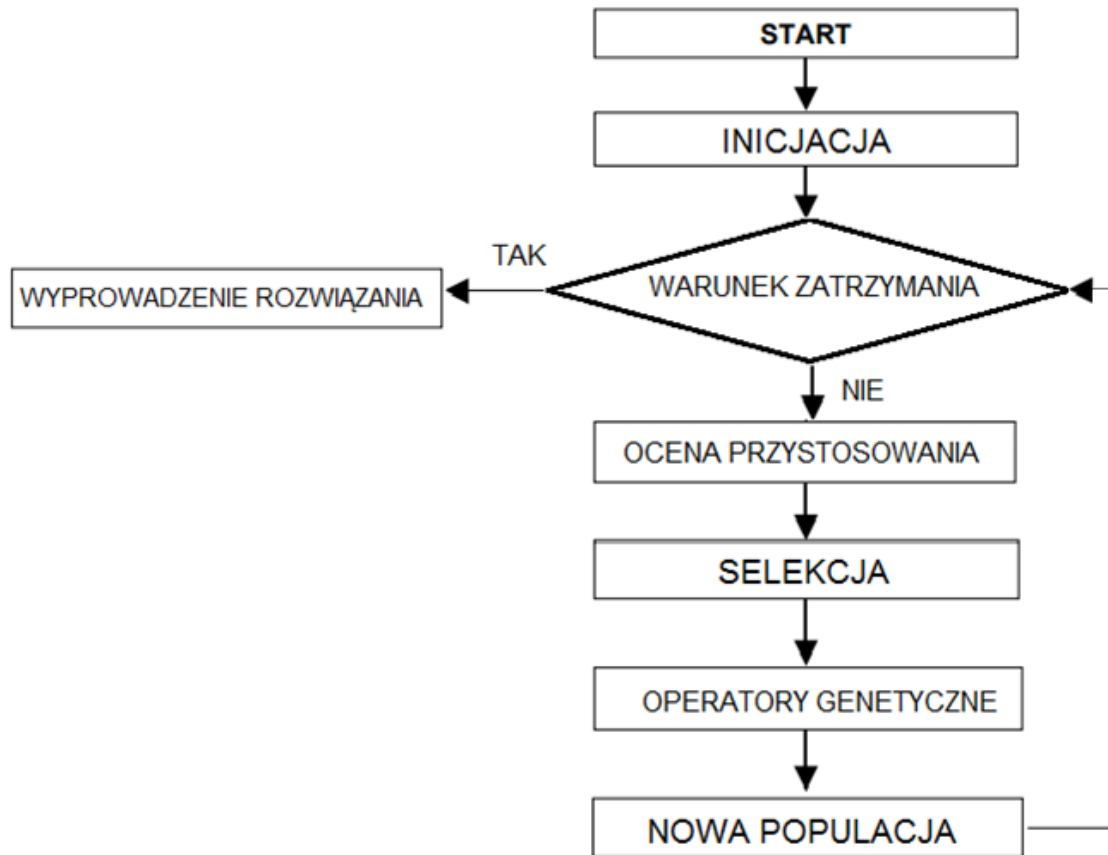 START
INICJACJA
TAK
WARUNEK ZATRZYMANIA
WYPROWADZENIE ROZWIĄZANIA
NIE
OCENA PRZYSTOSOWANIA
SELEKCJA
OPERATORY GENETYCZNE
NOWA POPULACJA